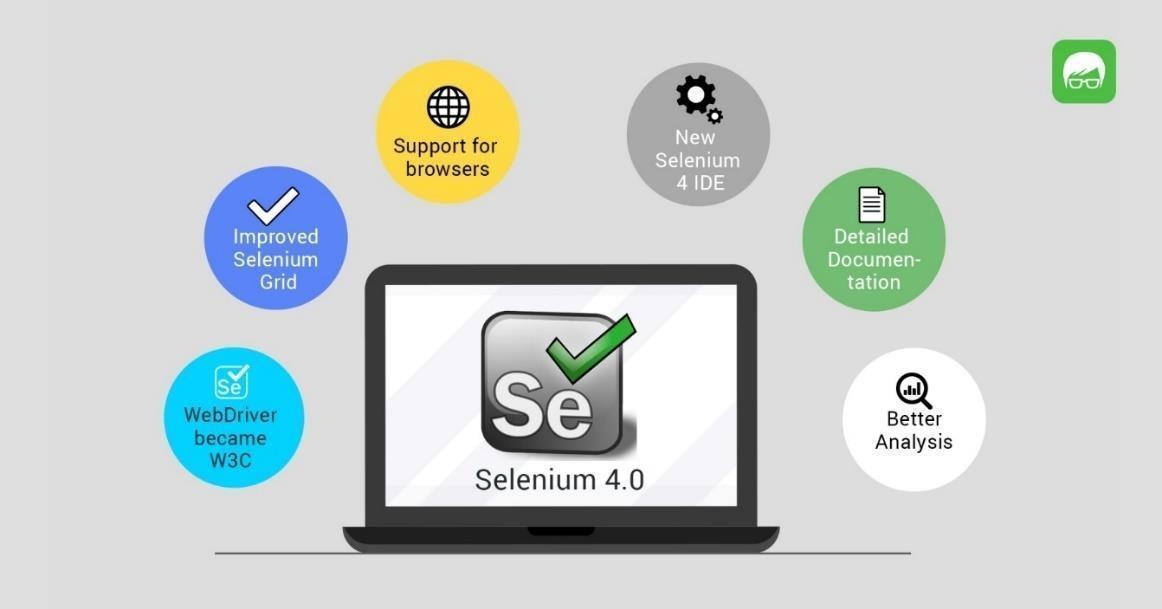 Support for
browsers
New
Selenium
4 IDE
Improved
Selenium
Grid
Detailed
Documen-
tation
Se
WebDriver
became
W3C
Se
Selenium 4.0
Better
Analysis